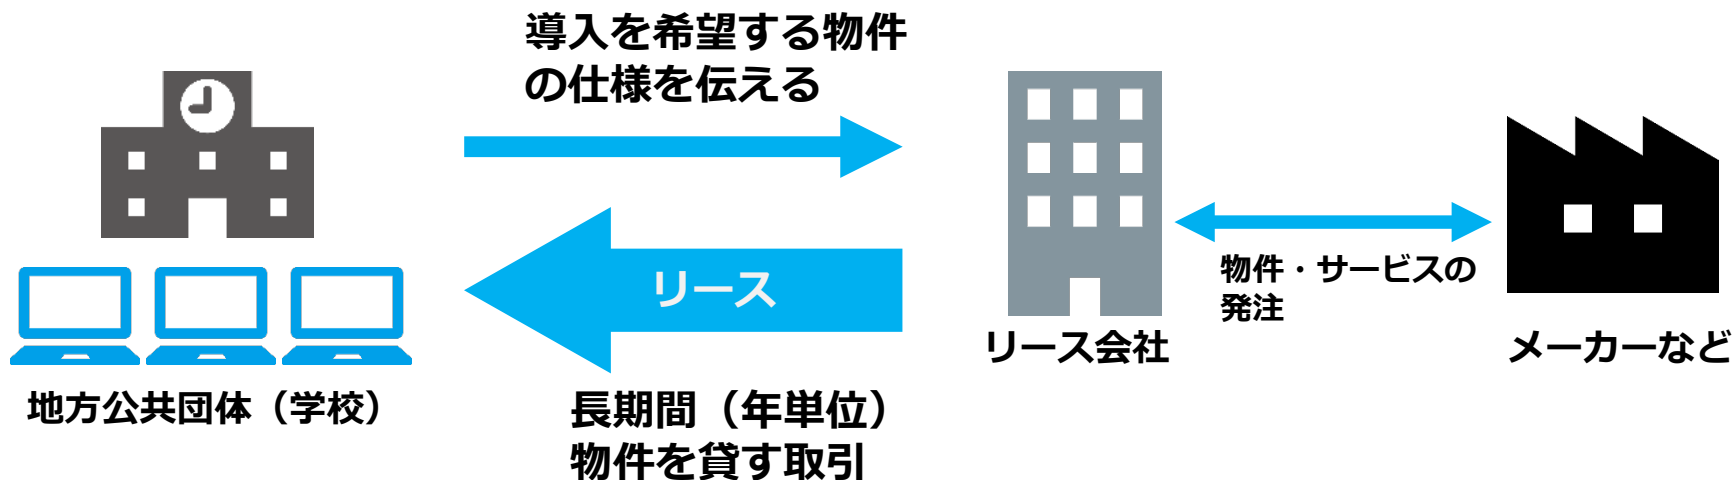 導入を希望する物件
の仕様を伝える
リース
物件・サービスの
発注
リース会社
メーカーなど
地方公共団体（学校）
長期間（年単位）
物件を貸す取引